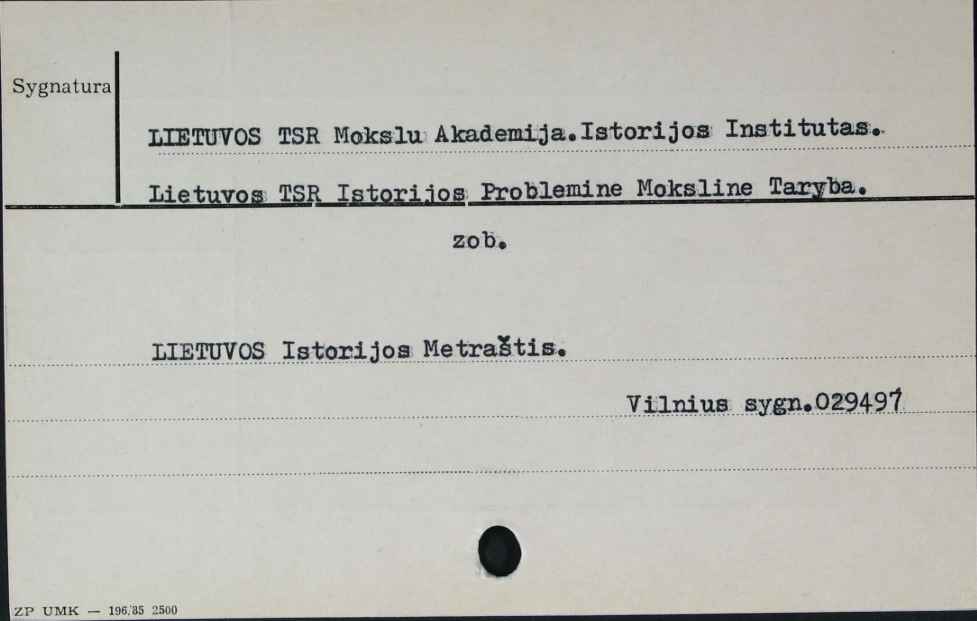 Sygnatura
LIETUVOS TSR Mokslu Akademija.Istorijos Institutas.
Lietuvos TSR Istorijos Problemine Moksline Taryba.
zob.
LIETUVOS Istorijos Metraštis.
Vilnius sygn.029497
ZP UMK — 196/85 2500